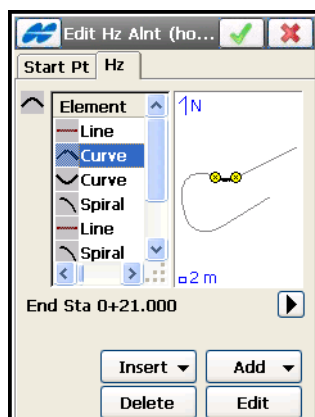 Edit Hz Alnt (ho...
Start Pt Hz
Element
Line
Curve
Curve
Spiral
Line
Spiral
N
2 m
End Sta 0+21.000
Insert Add
Delete Edit